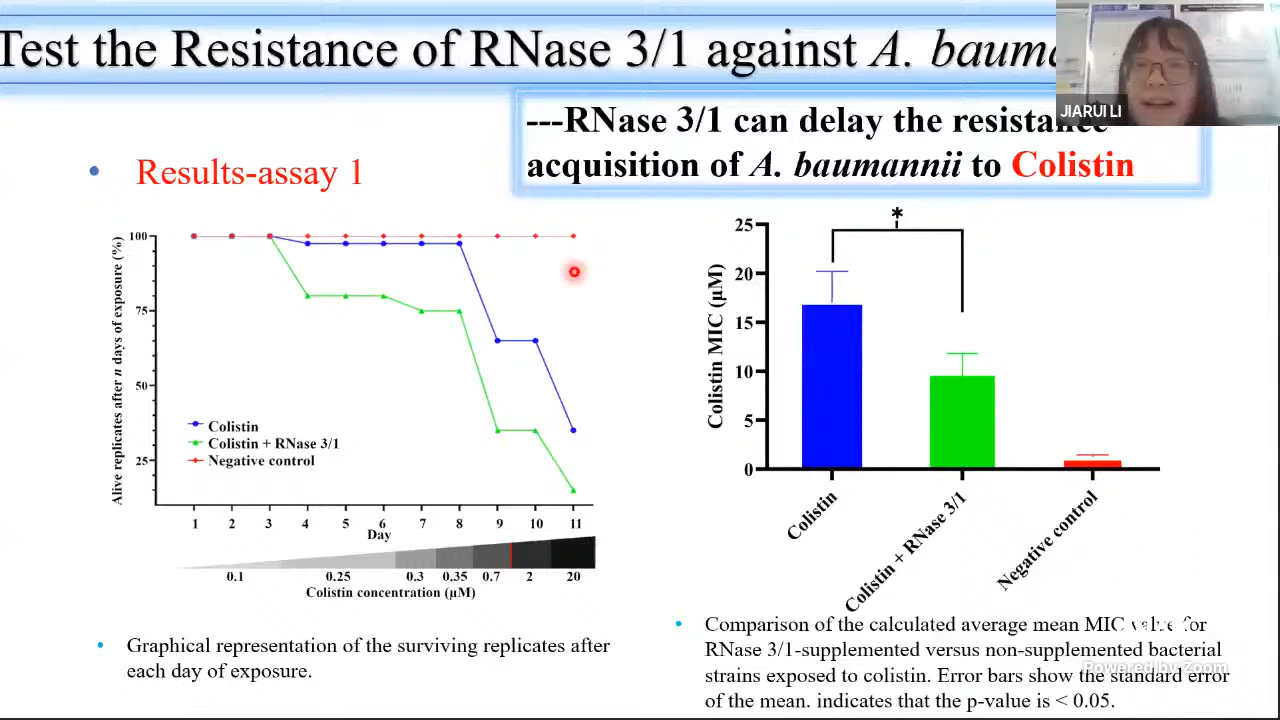 Test the Resistance of RNase 3/1 against A.
JIARUI LI
---RNase 3/1 can delay the resistance
acquisition of A. baumannii to Colistin
• Results-assay 1
Alive replicates after n days of exposure (%)
100
75
50
25
Colistin
Colistin + RNase 3/1
Negative control
1 2 3 4 5 6 7 8 9 10 11
Day
0.1 0.25 0.3 0.35 0.7 2 20
Colistin concentration (µM)
• Graphical representation of the surviving replicates after
each day of exposure.
Colistin MIC (µM)
25
20
15
10
5
0
*
Colistin
Colistin + RNase 3/1
Negative control
• Comparison of the calculated average mean MIC value for
RNase 3/1-supplemented versus non-supplemented bacterial
strains exposed to colistin. Error bars show the standard error
of the mean. indicates that the p-value is < 0.05.
Powered by Zoom